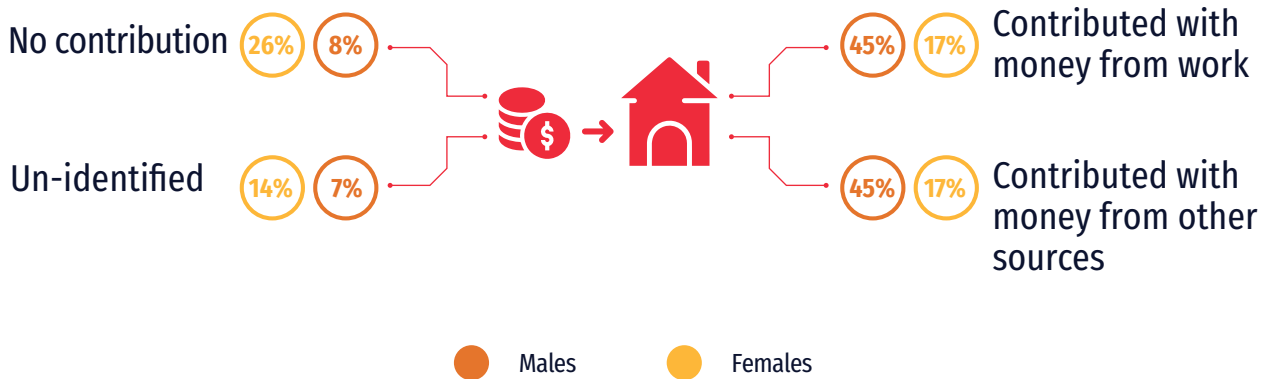 No contribution
26%
8%
Un-identified
14%
7%
$
45%
17%
Contributed with
money from work
45%
17%
Contributed with
money from other
sources
Males
Females